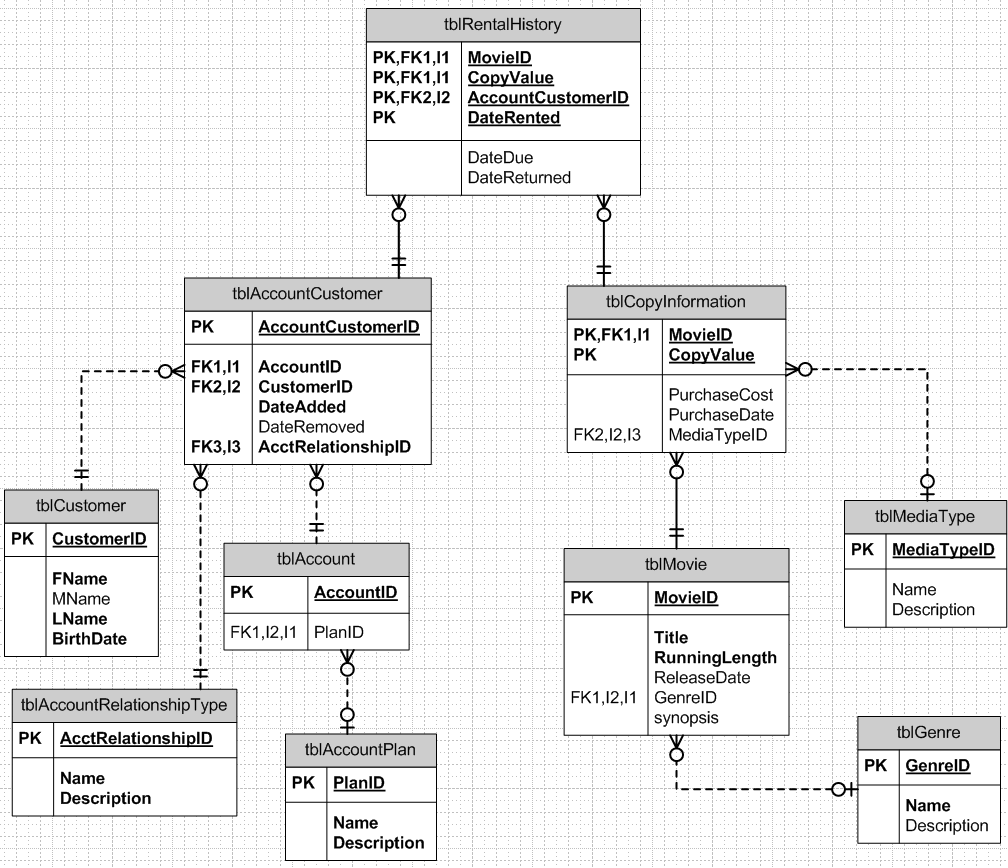 tblRentalHistory
PK,FK1,I1 MovieID
PK,FK1,I1 CopyValue
PK,FK2,I2 AccountCustomerID
PK DateRented
DateDue
DateReturned
tblAccountCustomer
PK AccountCustomerID
FK1,I1 AccountID
FK2,I2 CustomerID
DateAdded
DateRemoved
FK3,I3 AcctRelationshipID
tblCopyInformation
PK,FK1,I1 MovieID
PK CopyValue
PurchaseCost
PurchaseDate
FK2,I2,I3 MediaTypeID
tblCustomer
PK CustomerID
FName
MName
LName
BirthDate
tblAccount
PK AccountID
FK1,I2,I1 PlanID
tblMovie
PK MovieID
Title
RunningLength
ReleaseDate
FK1,I2,I1 GenreID
synopsis
tblMediaType
PK MediaTypeID
Name
Description
tblAccountRelationshipType
PK AcctRelationshipID
Name
Description
tblAccountPlan
PK PlanID
Name
Description
tblGenre
PK GenreID
Name
Description